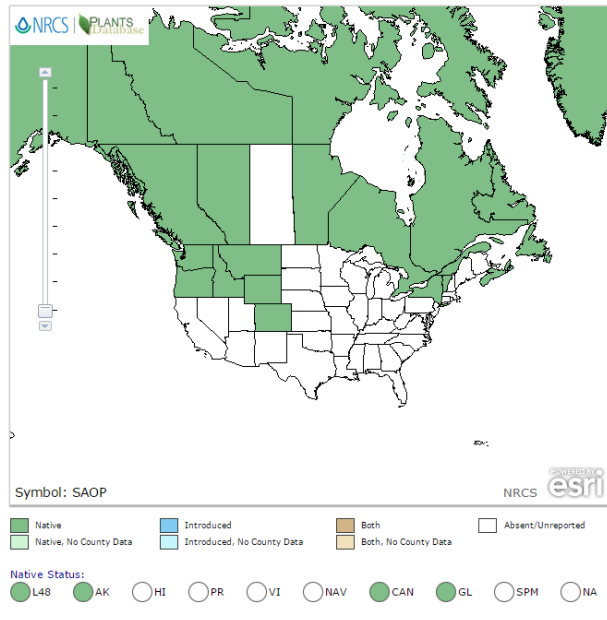 NRCS PLANTS
Database
Symbol: SAOP
NRCS
POWERED BY
esri
Native
Introduced
Both
Absent/Unreported
Native, No County Data
Introduced, No County Data
Both, No County Data
Native Status:
L48 AK HI PR VI NAV CAN GL SPM NA